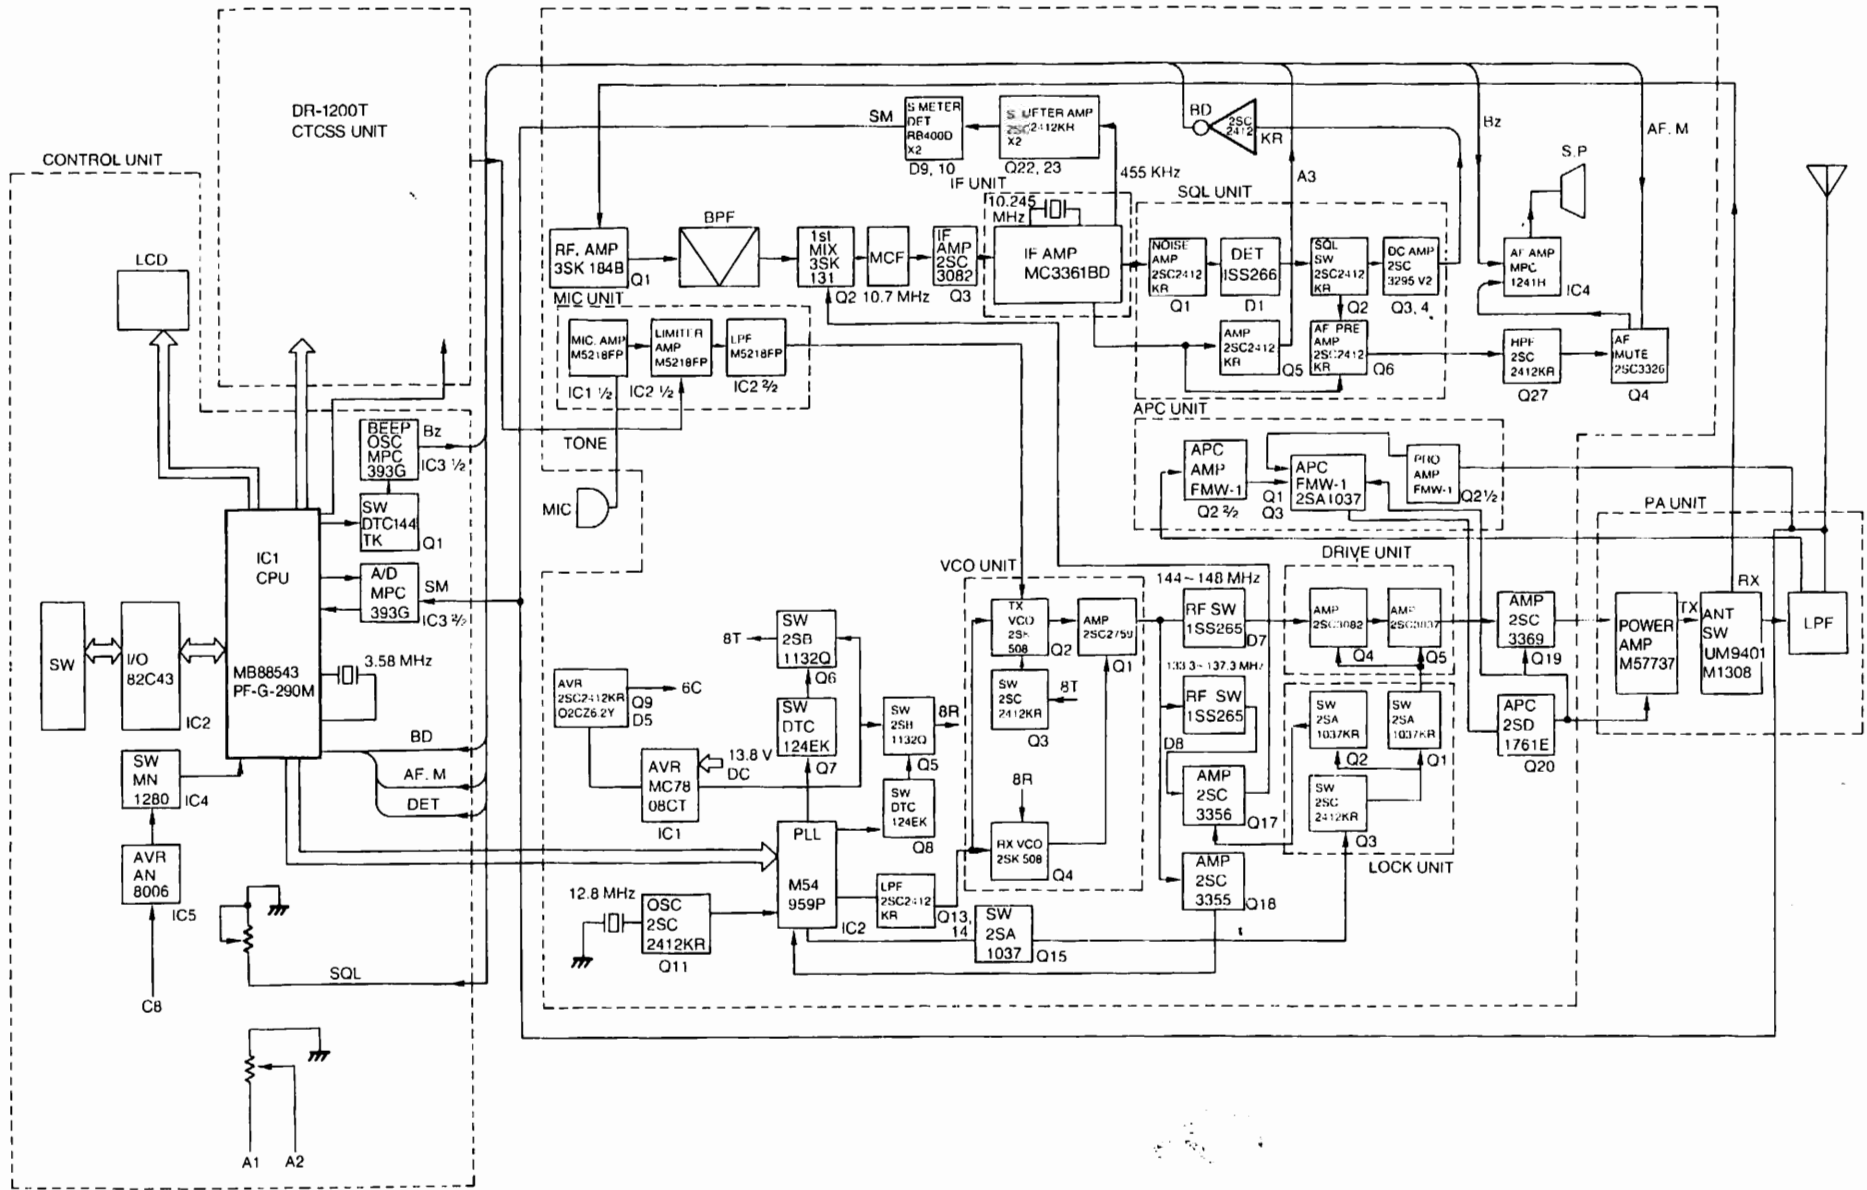 DR-1200T
CTCSS UNIT
CONTROL UNIT
LCD
BEEP
OSC
MPC
393G
Bz
IC3 ½
SW
DTC144
TK
Q1
IC1
CPU
MB88543
PF-G-290M
A/D
MPC
393G
SM
IC3 2/2
3.58 MHz
SW
I/O
82C43
IC2
SW
MN
1280
IC4
AVR
AN
8006
IC5
C8
BD
AF. M
DET
SQL
A1
A2
S METER
DET
RB400D
X2
D9, 10
SM
AMP
2SC2412KR
X2
Q22, 23
IF UNIT
455 KHz
BD
2SC
2412
KR
A3
Bz
AF. M
S.P
RF. AMP
3SK 184B
Q1
BPF
1st
MIX
3SK
131
Q2
MCF
10.7 MHz
IF
AMP
2SC
3082
Q3
10.245
MHz
IF AMP
MC3361BD
SQL UNIT
NOISE
AMP
2SC2412
KR
Q1
DET
ISS266
D1
SQL
SW
2SC2412
KR
Q2
DC AMP
2SC
3295 V2
Q3, 4
AMP
2SC2412
KR
Q5
AF PRE
AMP
2SC2412
KR
Q6
AF AMP
MPC
1241H
IC4
HPF
2SC
2412KR
Q27
AF
MUTE
2SC3326
Q4
MIC UNIT
MIC. AMP
M5218FP
IC1 ½
LIMITER
AMP
M5218FP
IC2 ½
LPF
M5218FP
IC2 2/2
TONE
MIC
APC UNIT
APC
AMP
FMW-1
Q2 2/2
APC
FMW-1
2SA1037
Q1
Q3
AMP
FMW-1
Q2½
PA UNIT
POWER
AMP
M57737
TX
RX
ANT
SW
UM9401
M1308
LPF
VCO UNIT
TX
VCO
2SK
508
Q2
AMP
2SC2759
Q1
SW
2SC
2412KR
Q3
8T
8R
RX VCO
2SK 508
Q4
144~148 MHz
RF SW
1SS265
D7
133.3~137.3 MHz
RF SW
1SS265
D8
AMP
2SC
3356
Q17
AMP
2SC
3355
Q18
DRIVE UNIT
AMP
2SC3082
Q4
AMP
Q5
AMP
2SC
3369
Q19
APC
2SD
1761E
Q20
SW
2SA
1037KR
Q2
SW
2SA
1037KR
Q1
SW
2SC
2412KR
Q3
LOCK UNIT
8T
SW
2SB
1132Q
Q6
AVR
2SC2412KR
O2CZ6.2Y
Q9
D5
6C
SW
DTC
124EK
Q7
SW
2SB
1132Q
Q5
8R
AVR
MC78
08CT
IC1
13.8 V
DC
SW
DTC
124EK
Q8
PLL
M54
959P
IC2
LPF
2SC2412
KR
Q13,
14
12.8 MHz
OSC
2SC
2412KR
Q11
SW
2SA
1037
Q15